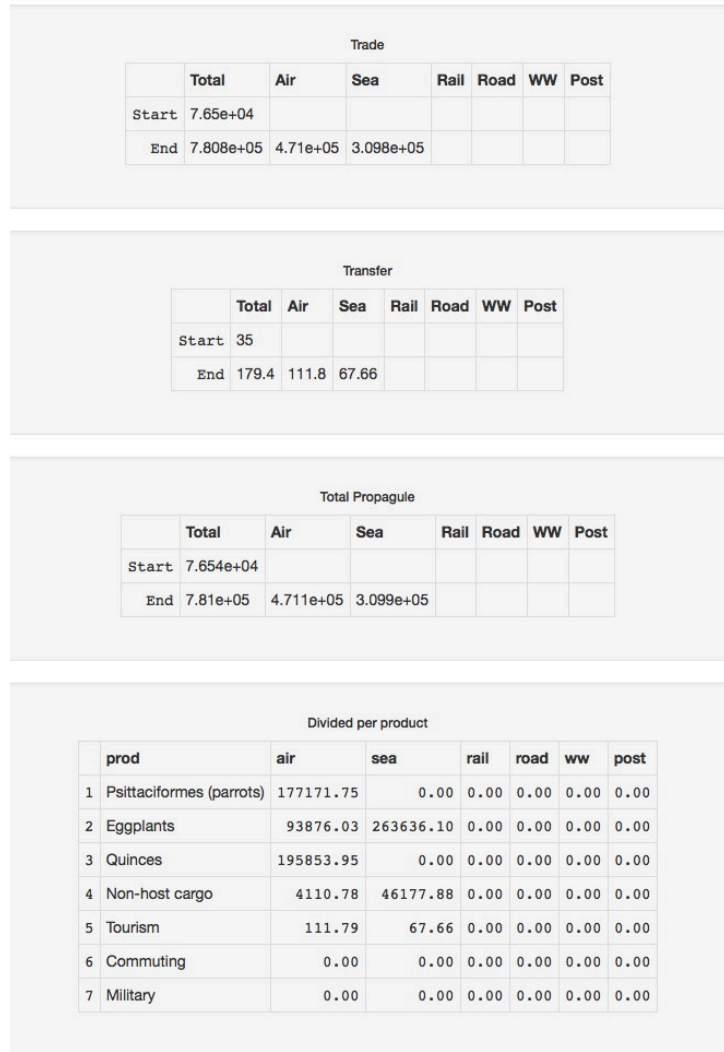 Trade
Total Air Sea Rail Road WW Post
Start 7.65e+04
End 7.808e+05 4.71e+05 3.098e+05
Transfer
Total Air Sea Rail Road WW Post
Start 35
End 179.4 111.8 67.66
Total Propagule
Total Air Sea Rail Road WW Post
Start 7.654e+04
End 7.81e+05 4.711e+05 3.099e+05
Divided per product
prod air sea rail road ww post
1 Psittaciformes (parrots) 177171.75 0.00 0.00 0.00 0.00 0.00
2 Eggplants 93876.03 263636.10 0.00 0.00 0.00 0.00
3 Quinces 195853.95 0.00 0.00 0.00 0.00 0.00
4 Non-host cargo 4110.78 46177.88 0.00 0.00 0.00 0.00
5 Tourism 111.79 67.66 0.00 0.00 0.00 0.00
6 Commuting 0.00 0.00 0.00 0.00 0.00 0.00
7 Military 0.00 0.00 0.00 0.00 0.00 0.00